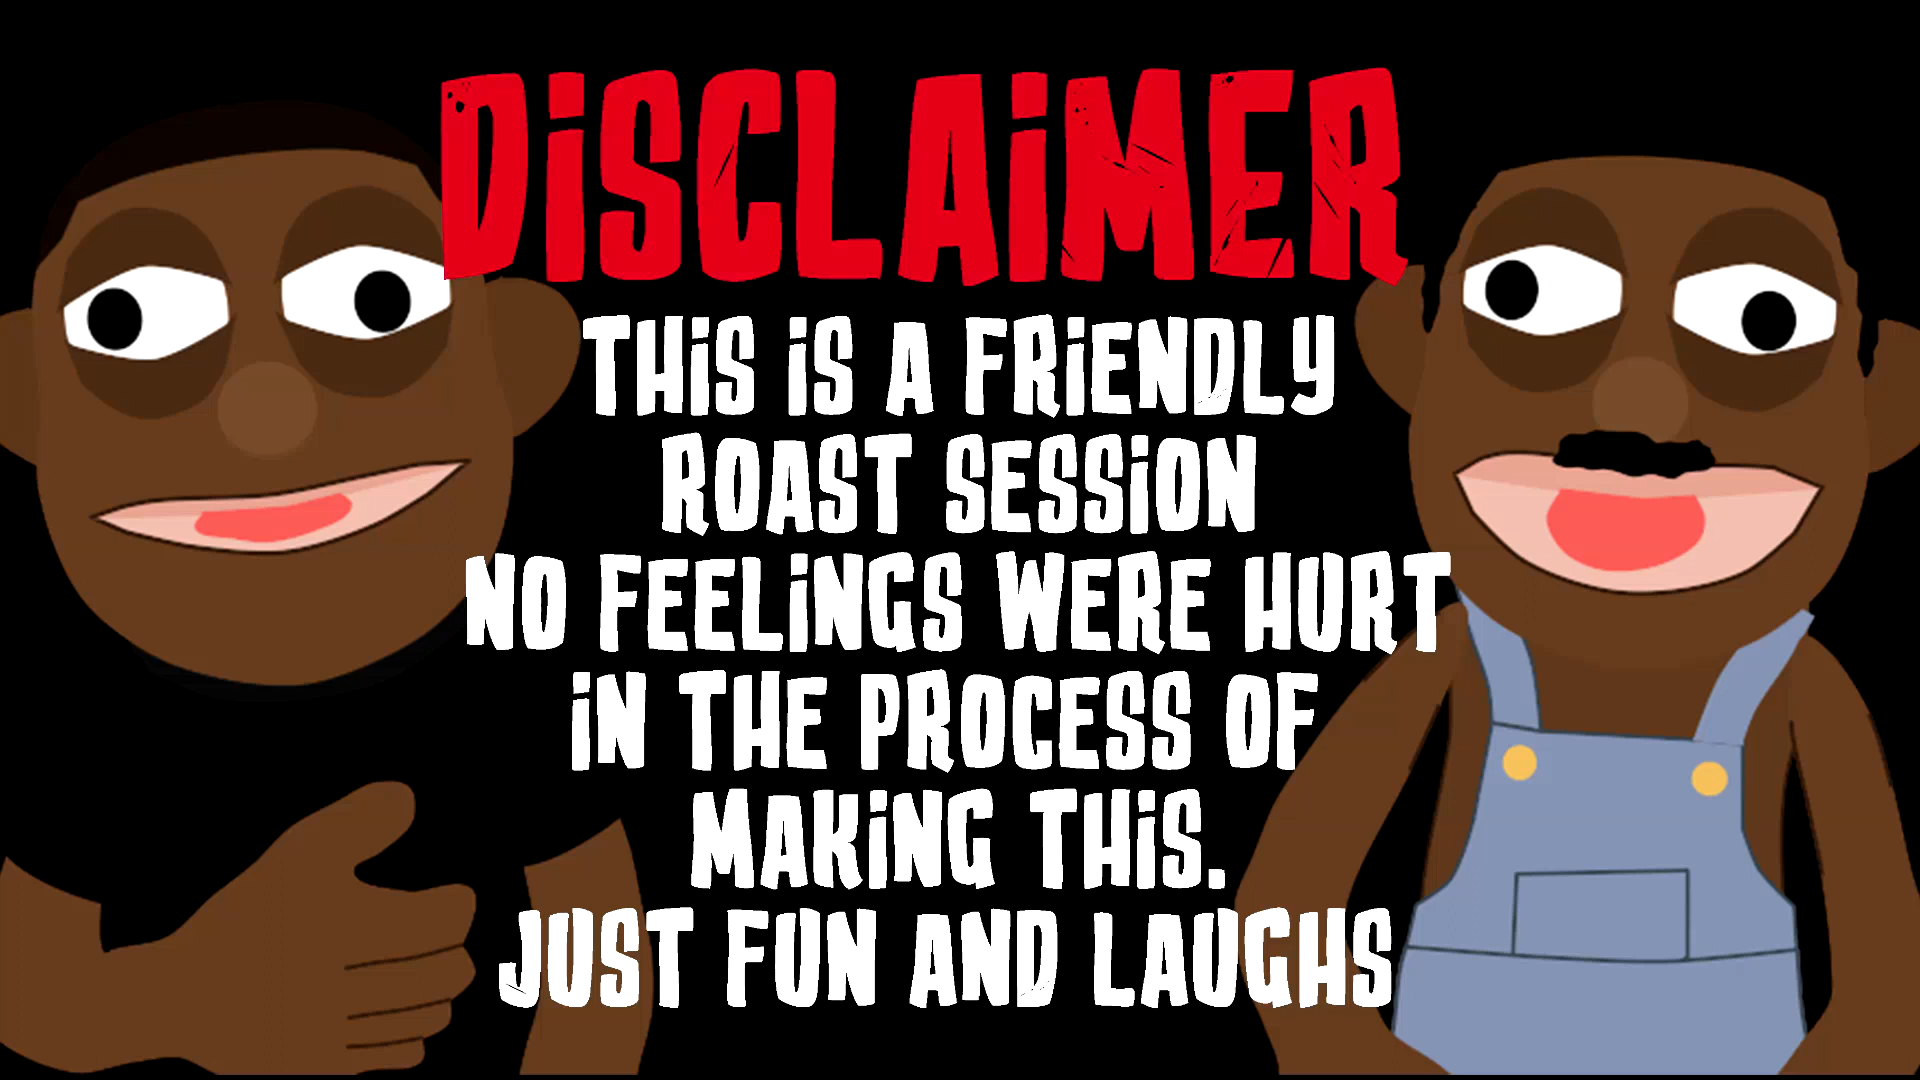 DiSCLAiMER
THiS iS A FRiENDLY
ROAST SESSiON
NO FEELiNGS WERE HURT
iN THE PROCESS OF
MAKiNG THiS.
JUST FUN AND LAUGHS